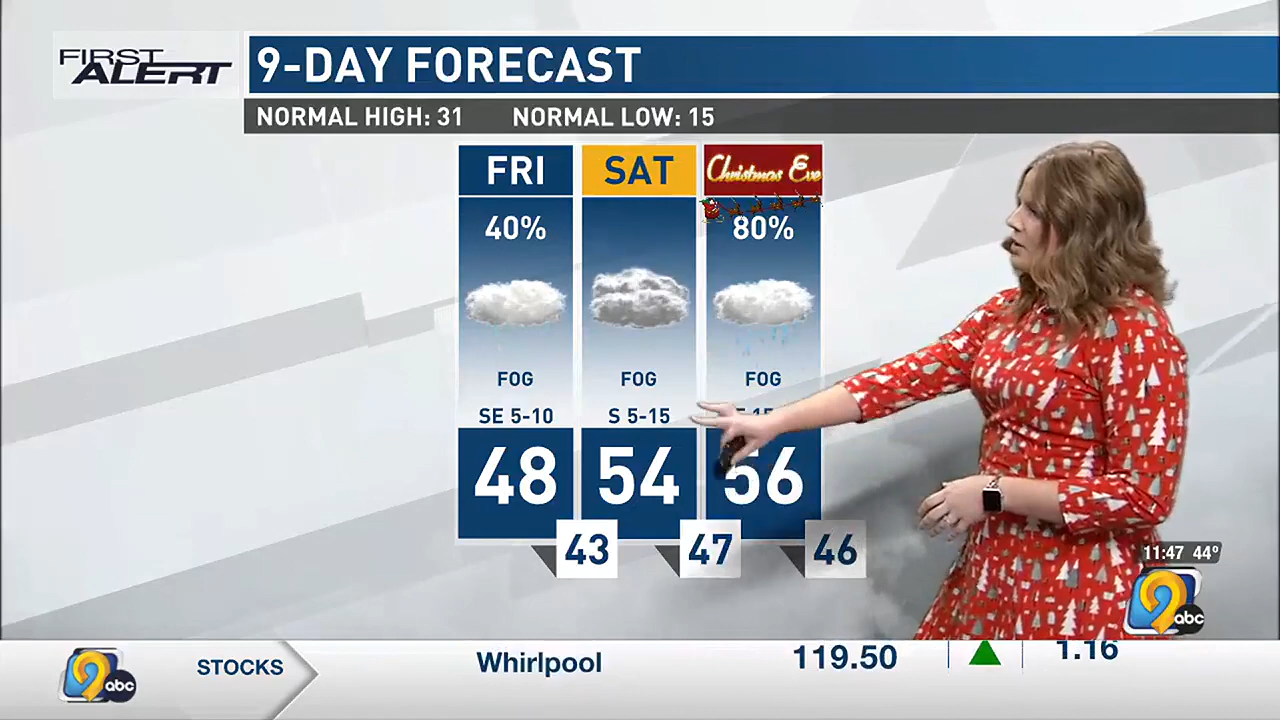 FIRST
ALERT
9-DAY FORECAST
NORMAL HIGH: 31 NORMAL LOW: 15
FRI SAT Christmas Eve
40% 80%
FOG FOG FOG
SE 5-10 S 5-15
48 54 56
43 47 46
11:47 44°
9 abc
9 abc STOCKS Whirlpool 119.50 1.16